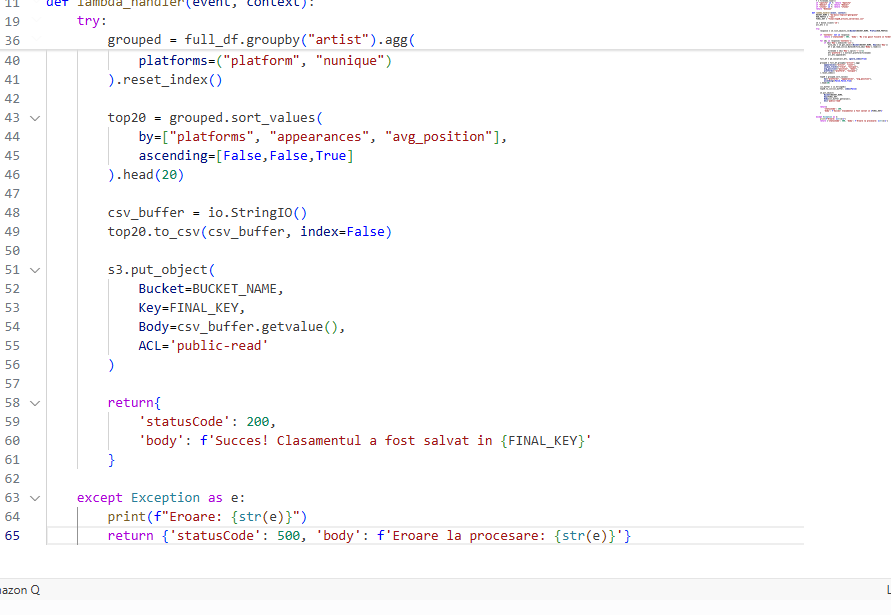 11 def lambda_handler(event, context):
19 try:
36 grouped = full_df.groupby("artist").agg(
40 platforms=("platform", "nunique")
41 ).reset_index()
42
43 top20 = grouped.sort_values(
44 by=["platforms", "appearances", "avg_position"],
45 ascending=[False,False,True]
46 ).head(20)
47
48 csv_buffer = io.StringIO()
49 top20.to_csv(csv_buffer, index=False)
50
51 s3.put_object(
52 Bucket=BUCKET_NAME,
53 Key=FINAL_KEY,
54 Body=csv_buffer.getvalue(),
55 ACL='public-read'
56 )
57
58 return{
59 'statusCode': 200,
60 'body': f'Succes! Clasamentul a fost salvat in {FINAL_KEY}'
61 }
62
63 except Exception as e:
64 print(f"Eroare: {str(e)}")
65 return {'statusCode': 500, 'body': f'Eroare la procesare: {str(e)}'}
azon Q L